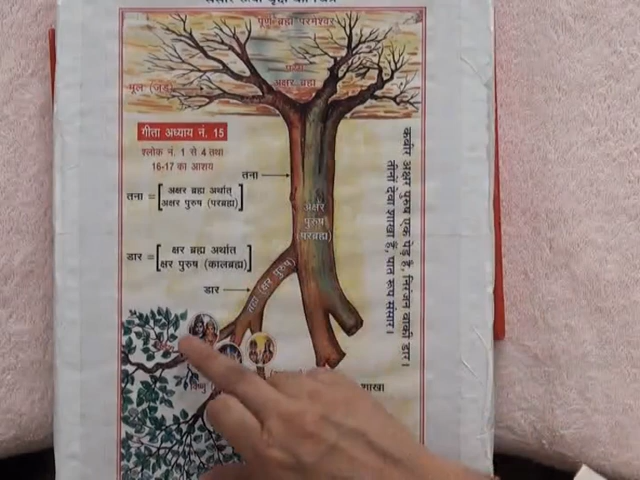 पूर्ण ब्रह्म परमेश्वर
परम
अक्षर ब्रह्म
मूल (जड़)
गीता अध्याय नं. 15
श्लोक नं. 1 से 4 तथा
16-17 का आशय
तना
तना = [अक्षर ब्रह्म अर्थात्
अक्षर पुरुष (परब्रह्म)]
अक्षर
पुरुष
(परब्रह्म)
डार = [क्षर ब्रह्म अर्थात
क्षर पुरुष (कालब्रह्म)]
डार
(क्षर पुरुष)
विष्णु
शाखा
कबीर अक्षर पुरुष एक पेड़ है, निरंजन वाकी डार।
तीनों देवा शाखा हैं, पात रूप संसार।